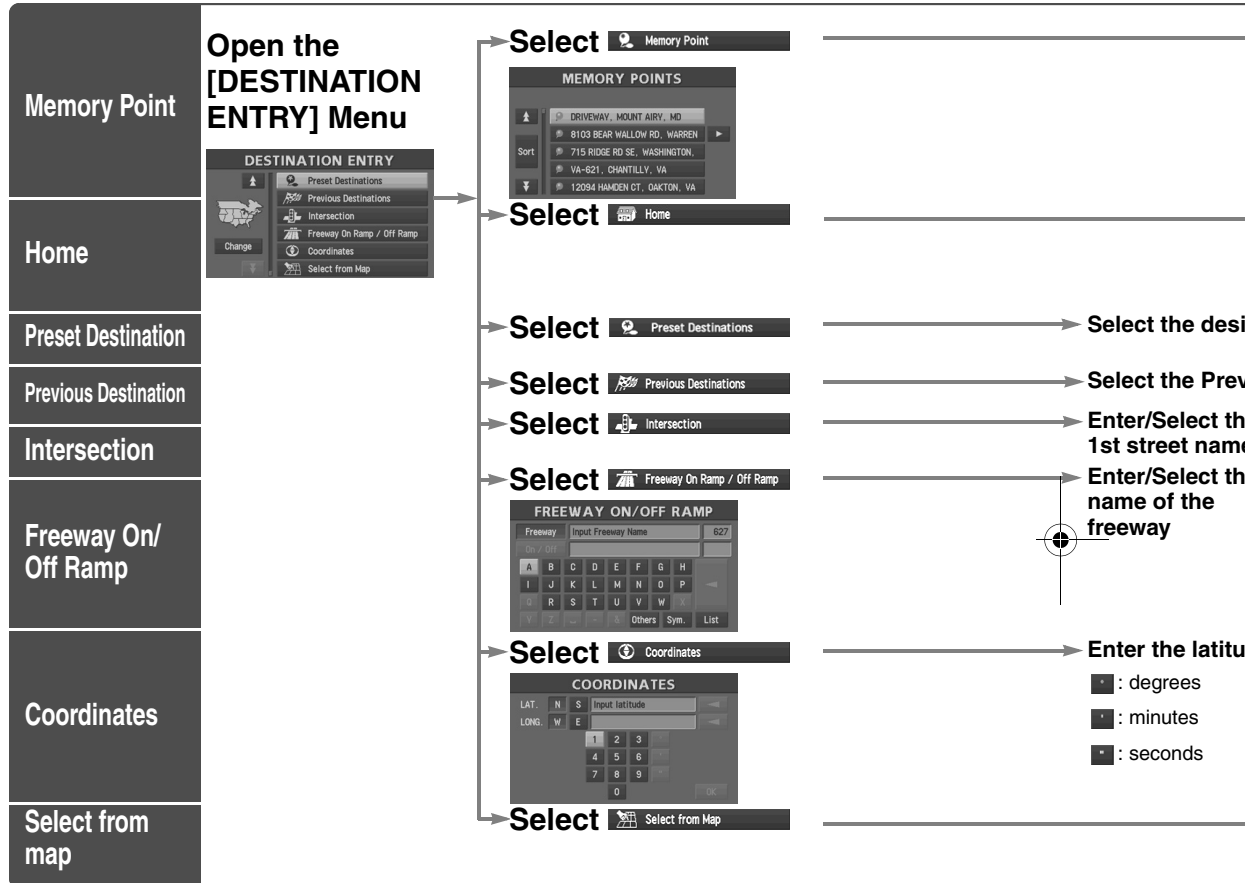 Memory Point
Home
Preset Destination
Previous Destination
Intersection
Freeway On/
Off Ramp
Coordinates
Select from
map
Open the
[DESTINATION
ENTRY] Menu
DESTINATION ENTRY
Preset Destinations
Previous Destinations
Intersection
Freeway On Ramp / Off Ramp
Change
Coordinates
Select from Map
Select Memory Point
MEMORY POINTS
DRIVEWAY, MOUNT AIRY, MD
8103 BEAR WALLOW RD, WARREN
Sort
715 RIDGE RD SE, WASHINGTON,
VA-621, CHANTILLY, VA
12094 HAMDEN CT, OAKTON, VA
Select Home
Select Preset Destinations
Select the desi
Select Previous Destinations
Select the Prev
Select Intersection
Enter/Select th
1st street name
Select Freeway On Ramp / Off Ramp
Enter/Select th
name of the
freeway
FREEWAY ON/OFF RAMP
Freeway Input Freeway Name 627
On / Off
A B C D E F G H
I J K L M N O P
Q R S T U V W X
Y Z - & Others Sym. List
Select Coordinates
Enter the latitu
° : degrees
' : minutes
" : seconds
COORDINATES
LAT. N S Input latitude
LONG. W E
1 2 3 °
4 5 6 '
7 8 9 "
0 OK
Select Select from Map